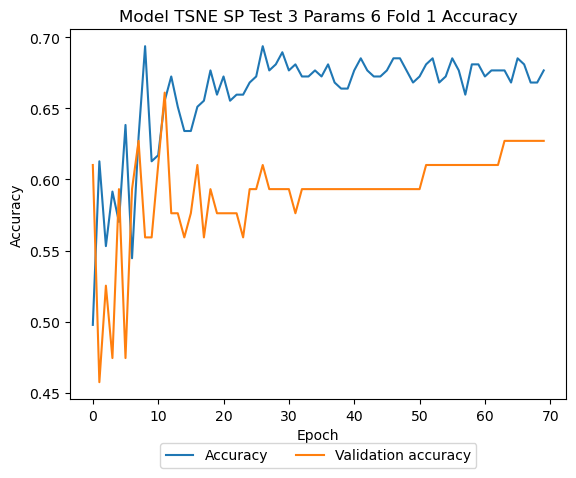 Model TSNE SP Test 3 Params 6 Fold 1 Accuracy
0.70
0.65
0.60
0.55
0.50
0.45
Accuracy
0 10 20 30 40 50 60 70
Epoch
Accuracy Validation accuracy